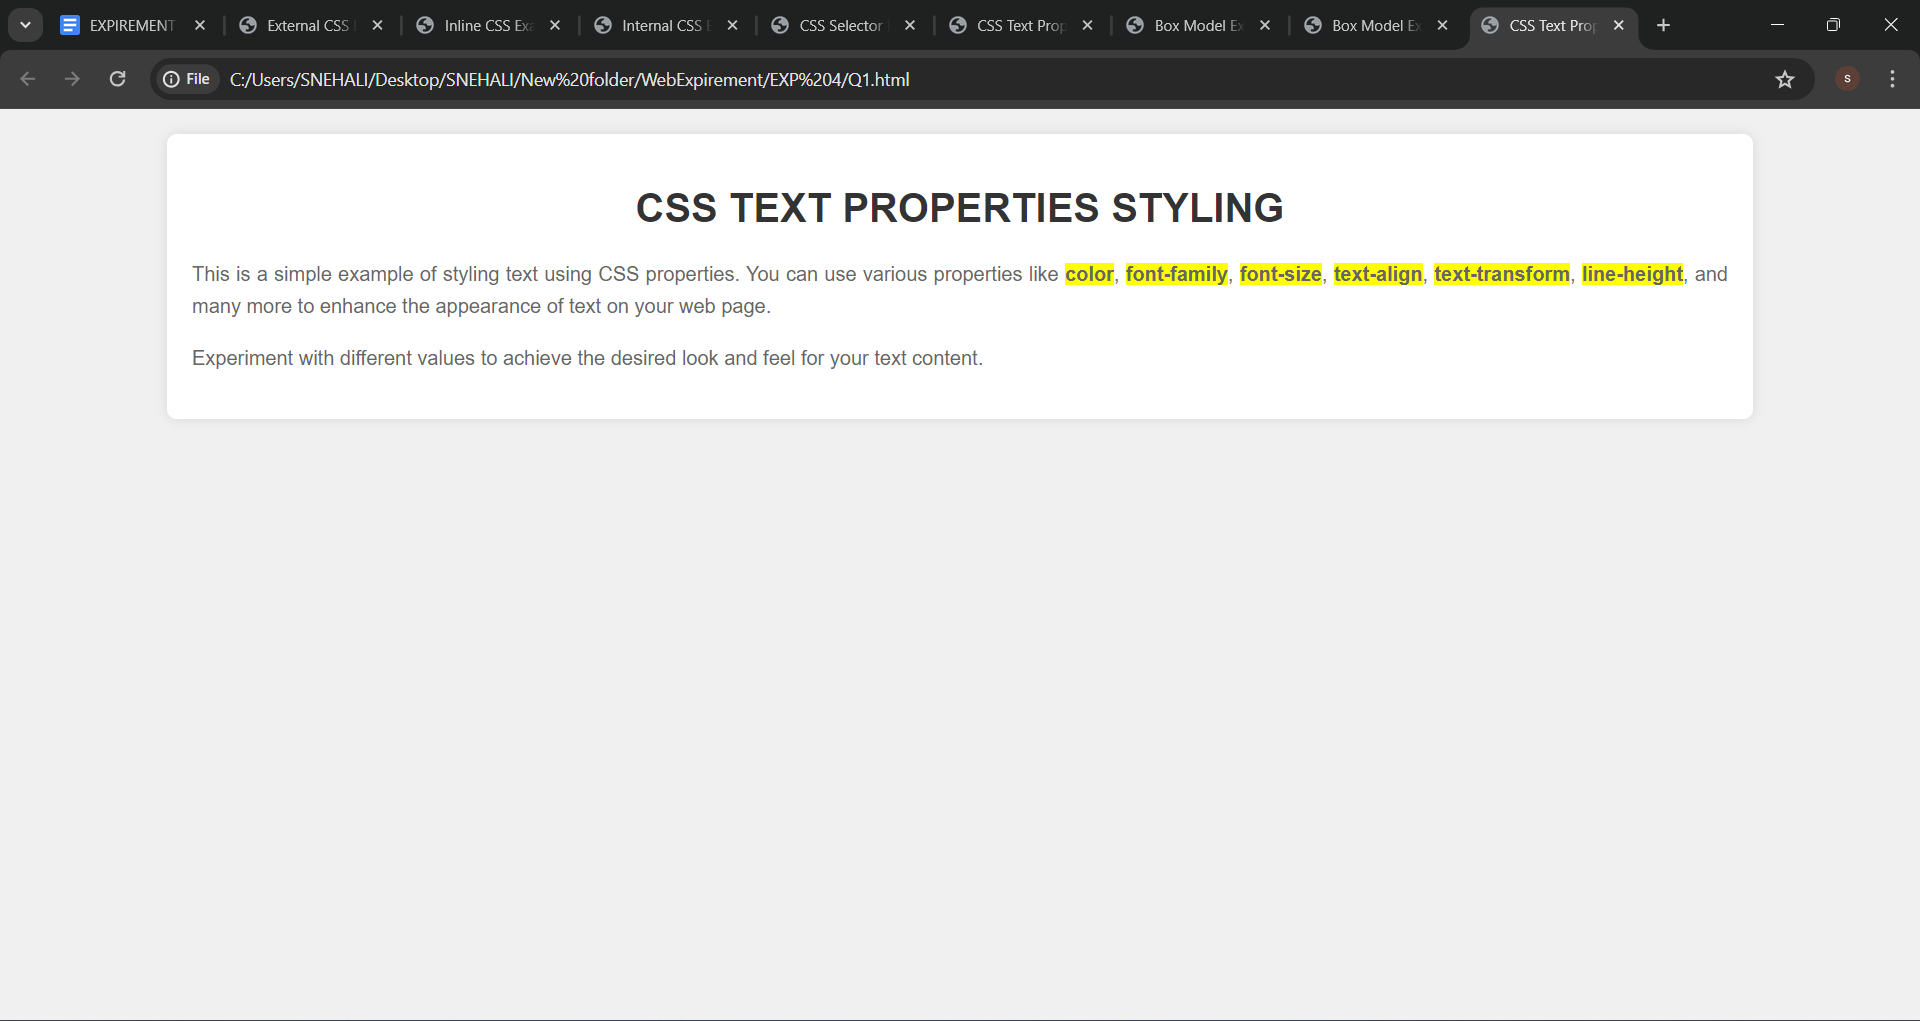 EXPIREMENT
External CSS
Inline CSS Exa
Internal CSS E
CSS Selector
CSS Text Prop
Box Model Ex
Box Model Ex
CSS Text Prop
File C:/Users/SNEHALI/Desktop/SNEHALI/New%20folder/WebExpirement/EXP%204/Q1.html
S
CSS TEXT PROPERTIES STYLING
This is a simple example of styling text using CSS properties. You can use various properties like color, font-family, font-size, text-align, text-transform, line-height, and
many more to enhance the appearance of text on your web page.
Experiment with different values to achieve the desired look and feel for your text content.